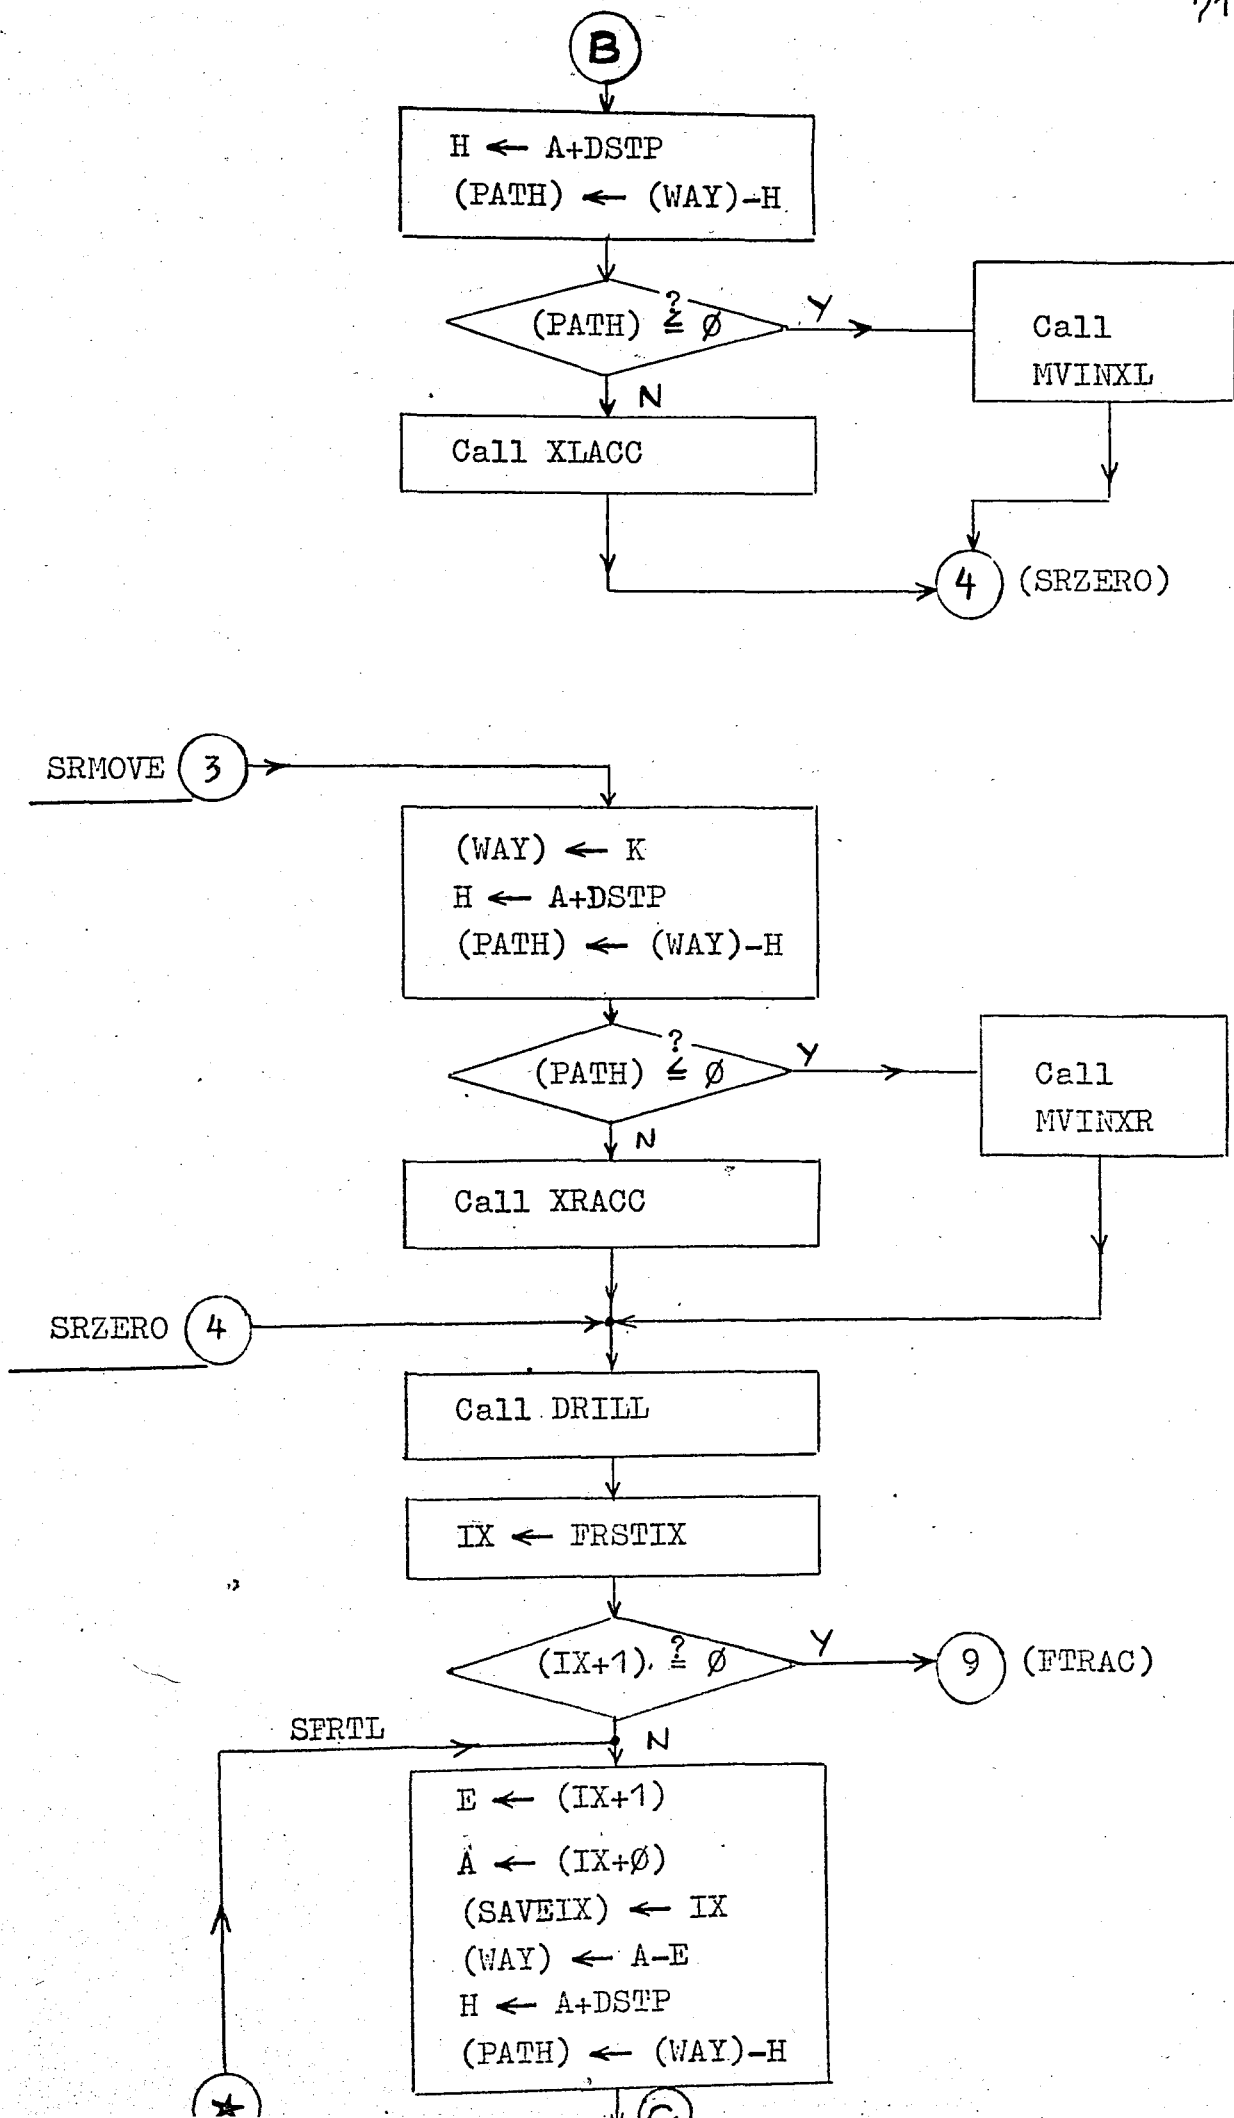 71
B
H ← A+DSTP
(PATH) ← (WAY)-H
?
(PATH) ≤ Ø
Y
Call
MVINXL
N
Call XLACC
4 (SRZERO)
SRMOVE 3
(WAY) ← K
H ← A+DSTP
(PATH) ← (WAY)-H
?
(PATH) ≤ Ø
Y
Call
MVINXR
N
Call XRACC
SRZERO 4
Call DRILL
IX ← FRSTIX
?
(IX+1) = Ø
Y
9 (FTRAC)
SFRTL
N
E ← (IX+1)
A ← (IX+Ø)
(SAVEIX) ← IX
(WAY) ← A-E
H ← A+DSTP
(PATH) ← (WAY)-H
★
C